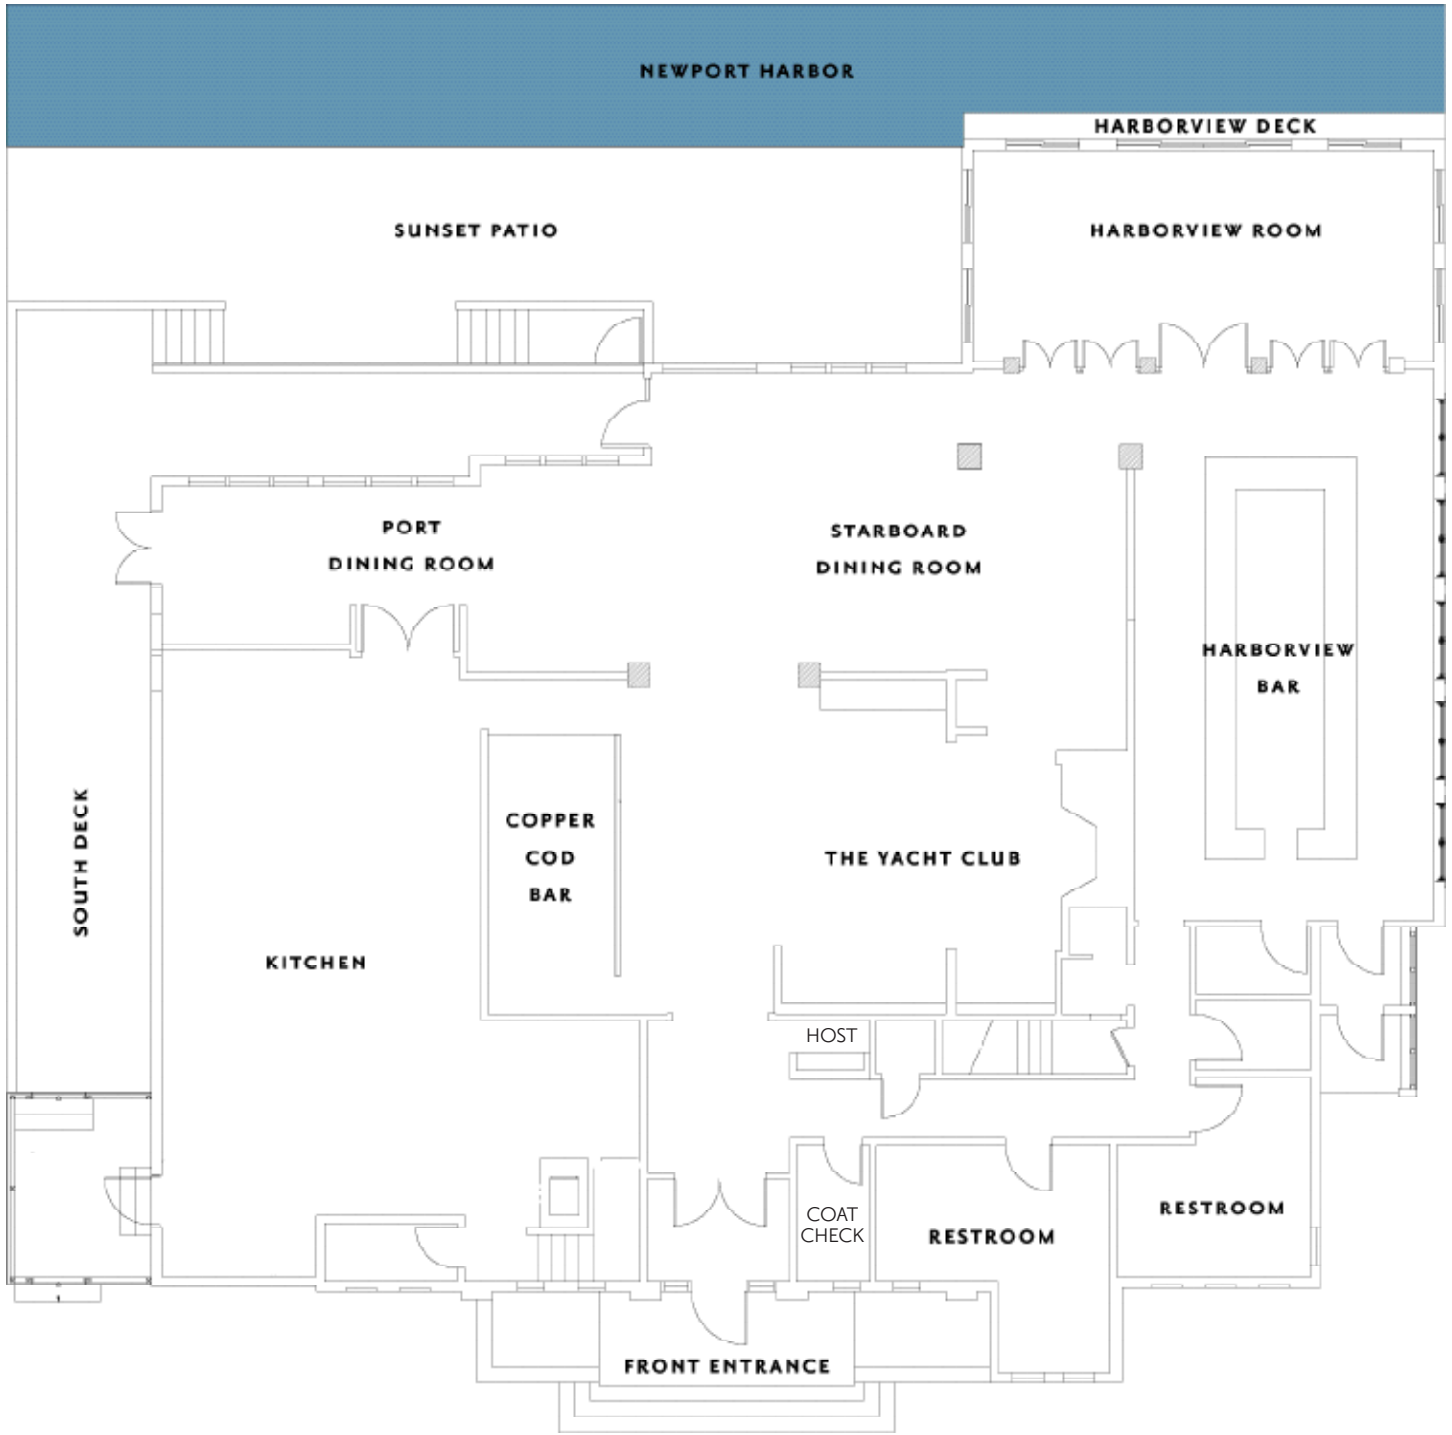 NEWPORT HARBOR
HARBORVIEW DECK
SUNSET PATIO
HARBORVIEW ROOM
PORT
DINING ROOM
STARBOARD
DINING ROOM
HARBORVIEW
BAR
SOUTH DECK
COPPER
COD
BAR
THE YACHT CLUB
KITCHEN
HOST
COAT
CHECK
RESTROOM
RESTROOM
FRONT ENTRANCE